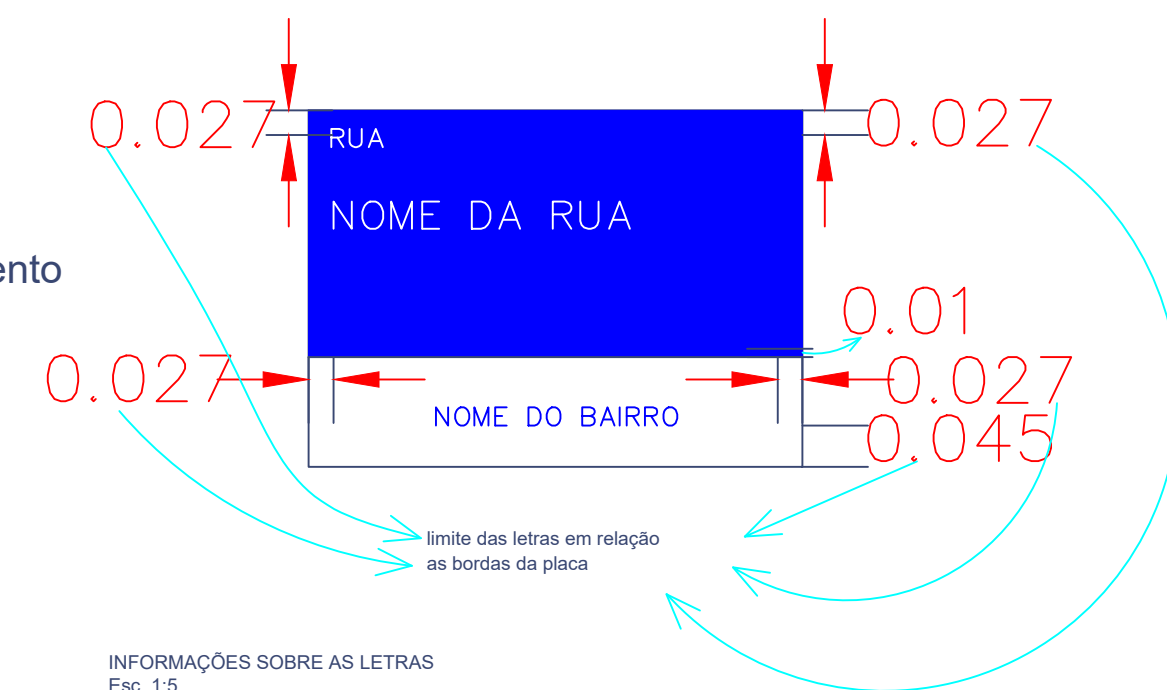 0.027
0.027
RUA
NOME DA RUA
ento
0.01
0.027
0.027
NOME DO BAIRRO
0.045
limite das letras em relação
as bordas da placa
INFORMAÇÕES SOBRE AS LETRAS
Esc. 1:5